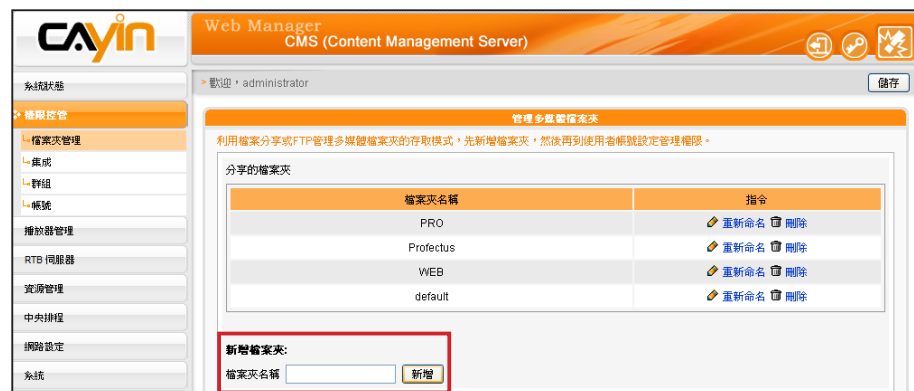 CAYIN
Web Manager
CMS (Content Management Server)
系統狀態
> 歡迎，administrator
儲存
權限控管
檔案夾管理
集成
群組
帳號
播放器管理
RTB 伺服器
資源管理
中央排程
網路設定
系統
管理多媒體檔案夾
利用檔案分享或FTP管理多媒體檔案夾的存取模式，先新增檔案夾，然後再到使用者帳號設定管理權限。
分享的檔案夾
檔案夾名稱 指令
PRO 重新命名 刪除
Profectus 重新命名 刪除
WEB 重新命名 刪除
default 重新命名 刪除
新增檔案夾:
檔案夾名稱 新增